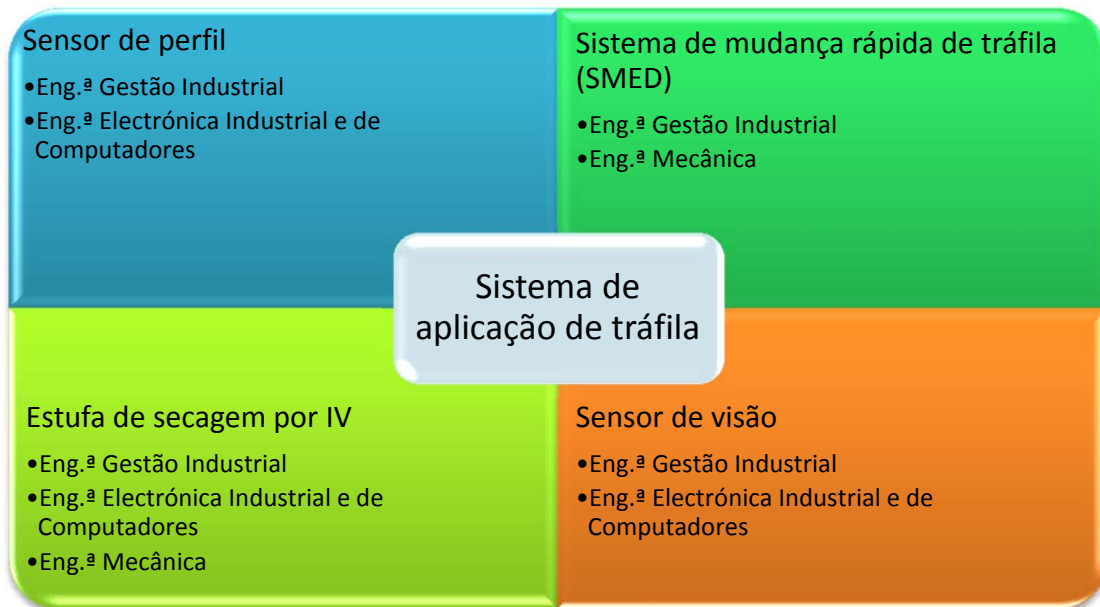 Sensor de perfil
•Eng.ª Gestão Industrial
•Eng.ª Electrónica Industrial e de
Computadores
Sistema de mudança rápida de tráfila
(SMED)
•Eng.ª Gestão Industrial
•Eng.ª Mecânica
Sistema de
aplicação de tráfila
Estufa de secagem por IV
•Eng.ª Gestão Industrial
•Eng.ª Electrónica Industrial e de
Computadores
•Eng.ª Mecânica
Sensor de visão
•Eng.ª Gestão Industrial
•Eng.ª Electrónica Industrial e de
Computadores